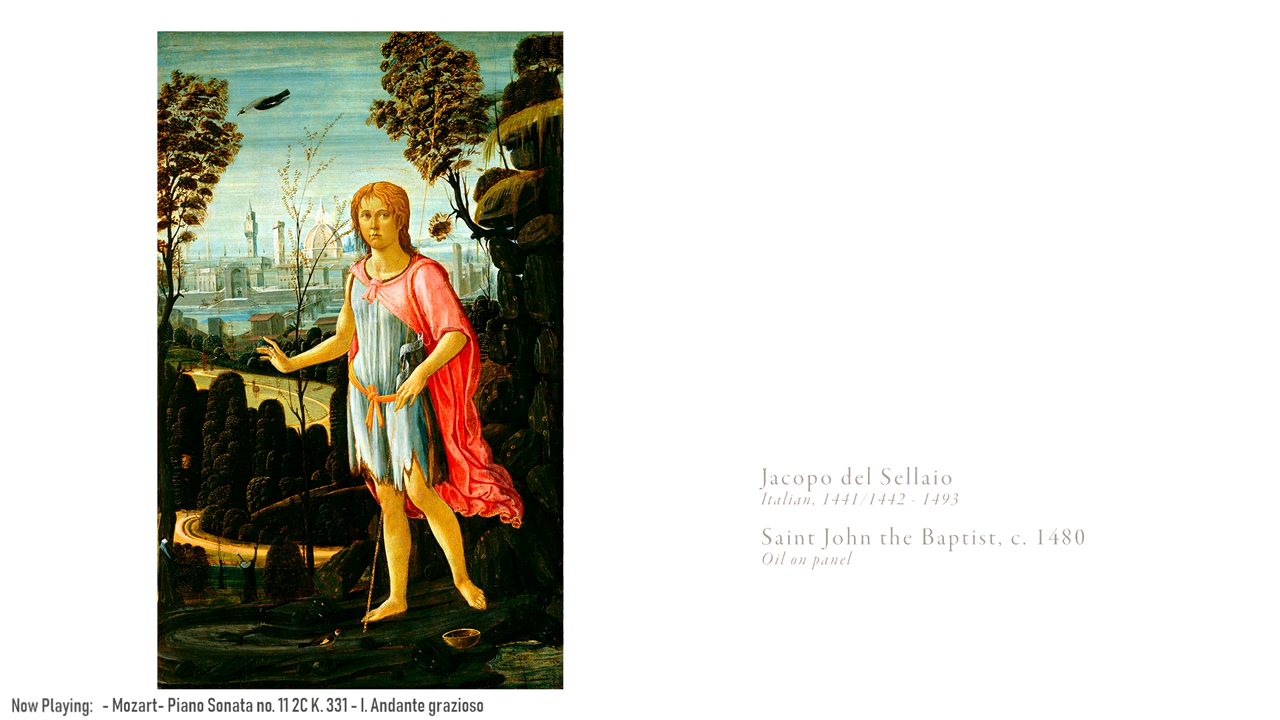 Jacopo del Sellaio
Italian, 1441/1442 - 1493
Saint John the Baptist, c. 1480
Oil on panel
Now Playing: - Mozart- Piano Sonata no. 11 2C K. 331 - I. Andante grazioso